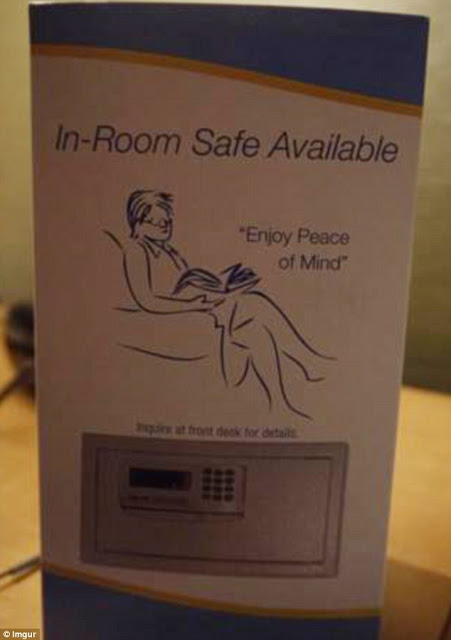 In-Room Safe Available
"Enjoy Peace
of Mind"
Inquire at front desk for details.
© Imgur